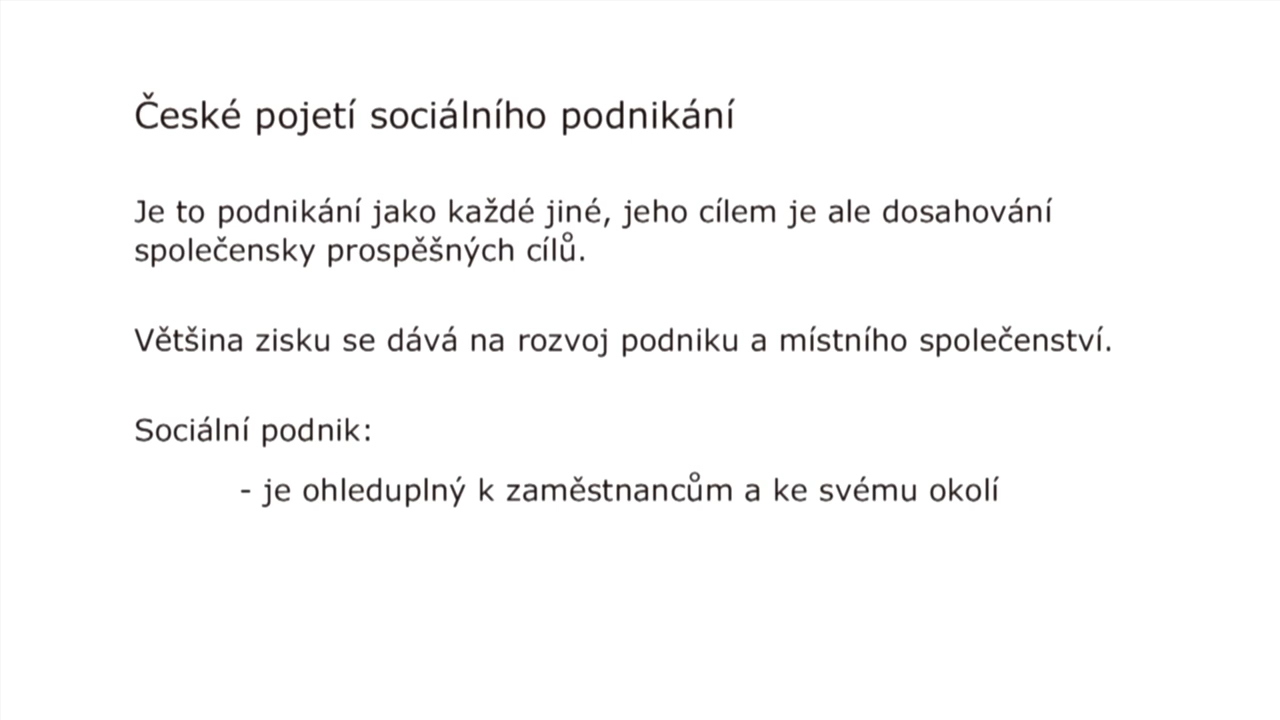 České pojetí sociálního podnikání
Je to podnikání jako každé jiné, jeho cílem je ale dosahování
společensky prospěšných cílů.
Většina zisku se dává na rozvoj podniku a místního společenství.
Sociální podnik:
- je ohleduplný k zaměstnancům a ke svému okolí